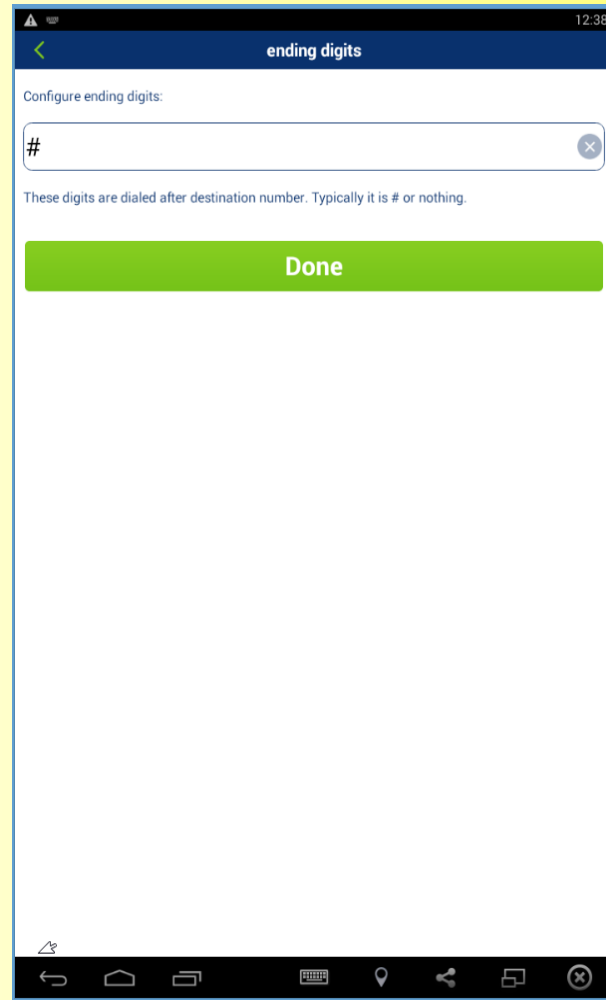 12:38
ending digits
Configure ending digits:
#
These digits are dialed after destination number. Typically it is # or nothing.
Done